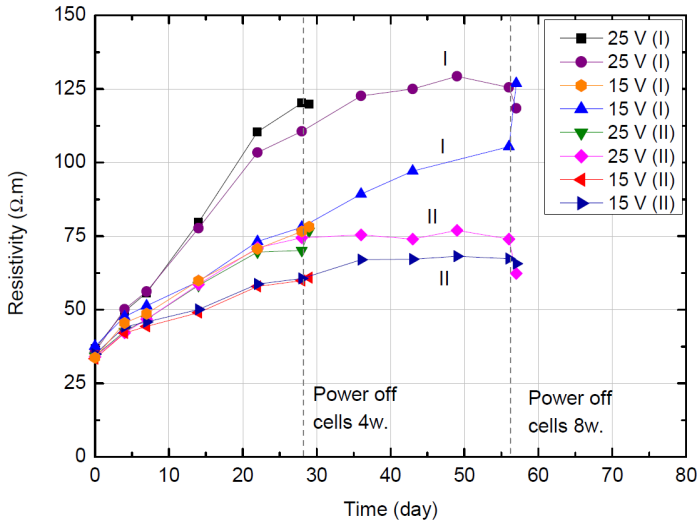 150
125
100
75
50
25
0
Resistivity (Ω.m)
0 10 20 30 40 50 60 70 80
Time (day)
I
I
II
II
Power off
cells 4w.
Power off
cells 8w.
25 V (I)
25 V (I)
15 V (I)
15 V (I)
25 V (II)
25 V (II)
15 V (II)
15 V (II)